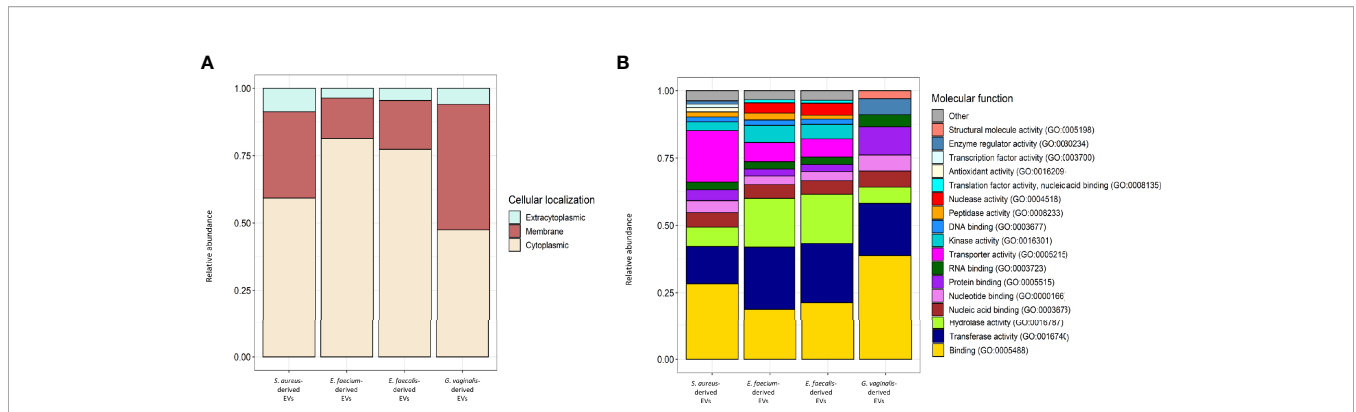 A
1.00
0.75
0.50
0.25
0.00
Relative abundance
S. aureus-
derived
EVs
E. faecium-
derived
EVs
E. faecalis-
derived
EVs
G. vaginalis-
derived
EVs
Cellular localization
Extracytoplasmic
Membrane
Cytoplasmic
B
1.00
0.75
0.50
0.25
0.00
Relative abundance
S. aureus-
derived
EVs
E. faecium-
derived
EVs
E. faecalis-
derived
EVs
G. vaginalis-
derived
EVs
Molecular function
Other
Structural molecule activity (GO:0005198)
Enzyme regulator activity (GO:0030234)
Transcription factor activity (GO:0003700)
Antioxidant activity (GO:0016209)
Translation factor activity, nucleicacid binding (GO:0008135)
Nuclease activity (GO:0004518)
Peptidase activity (GO:0008233)
DNA binding (GO:0003677)
Kinase activity (GO:0016301)
Transporter activity (GO:0005215)
RNA binding (GO:0003723)
Protein binding (GO:0005515)
Nucleotide binding (GO:0000166)
Nucleic acid binding (GO:0003676)
Hydrolase activity (GO:0016787)
Transferase activity (GO:0016740)
Binding (GO:0005488)